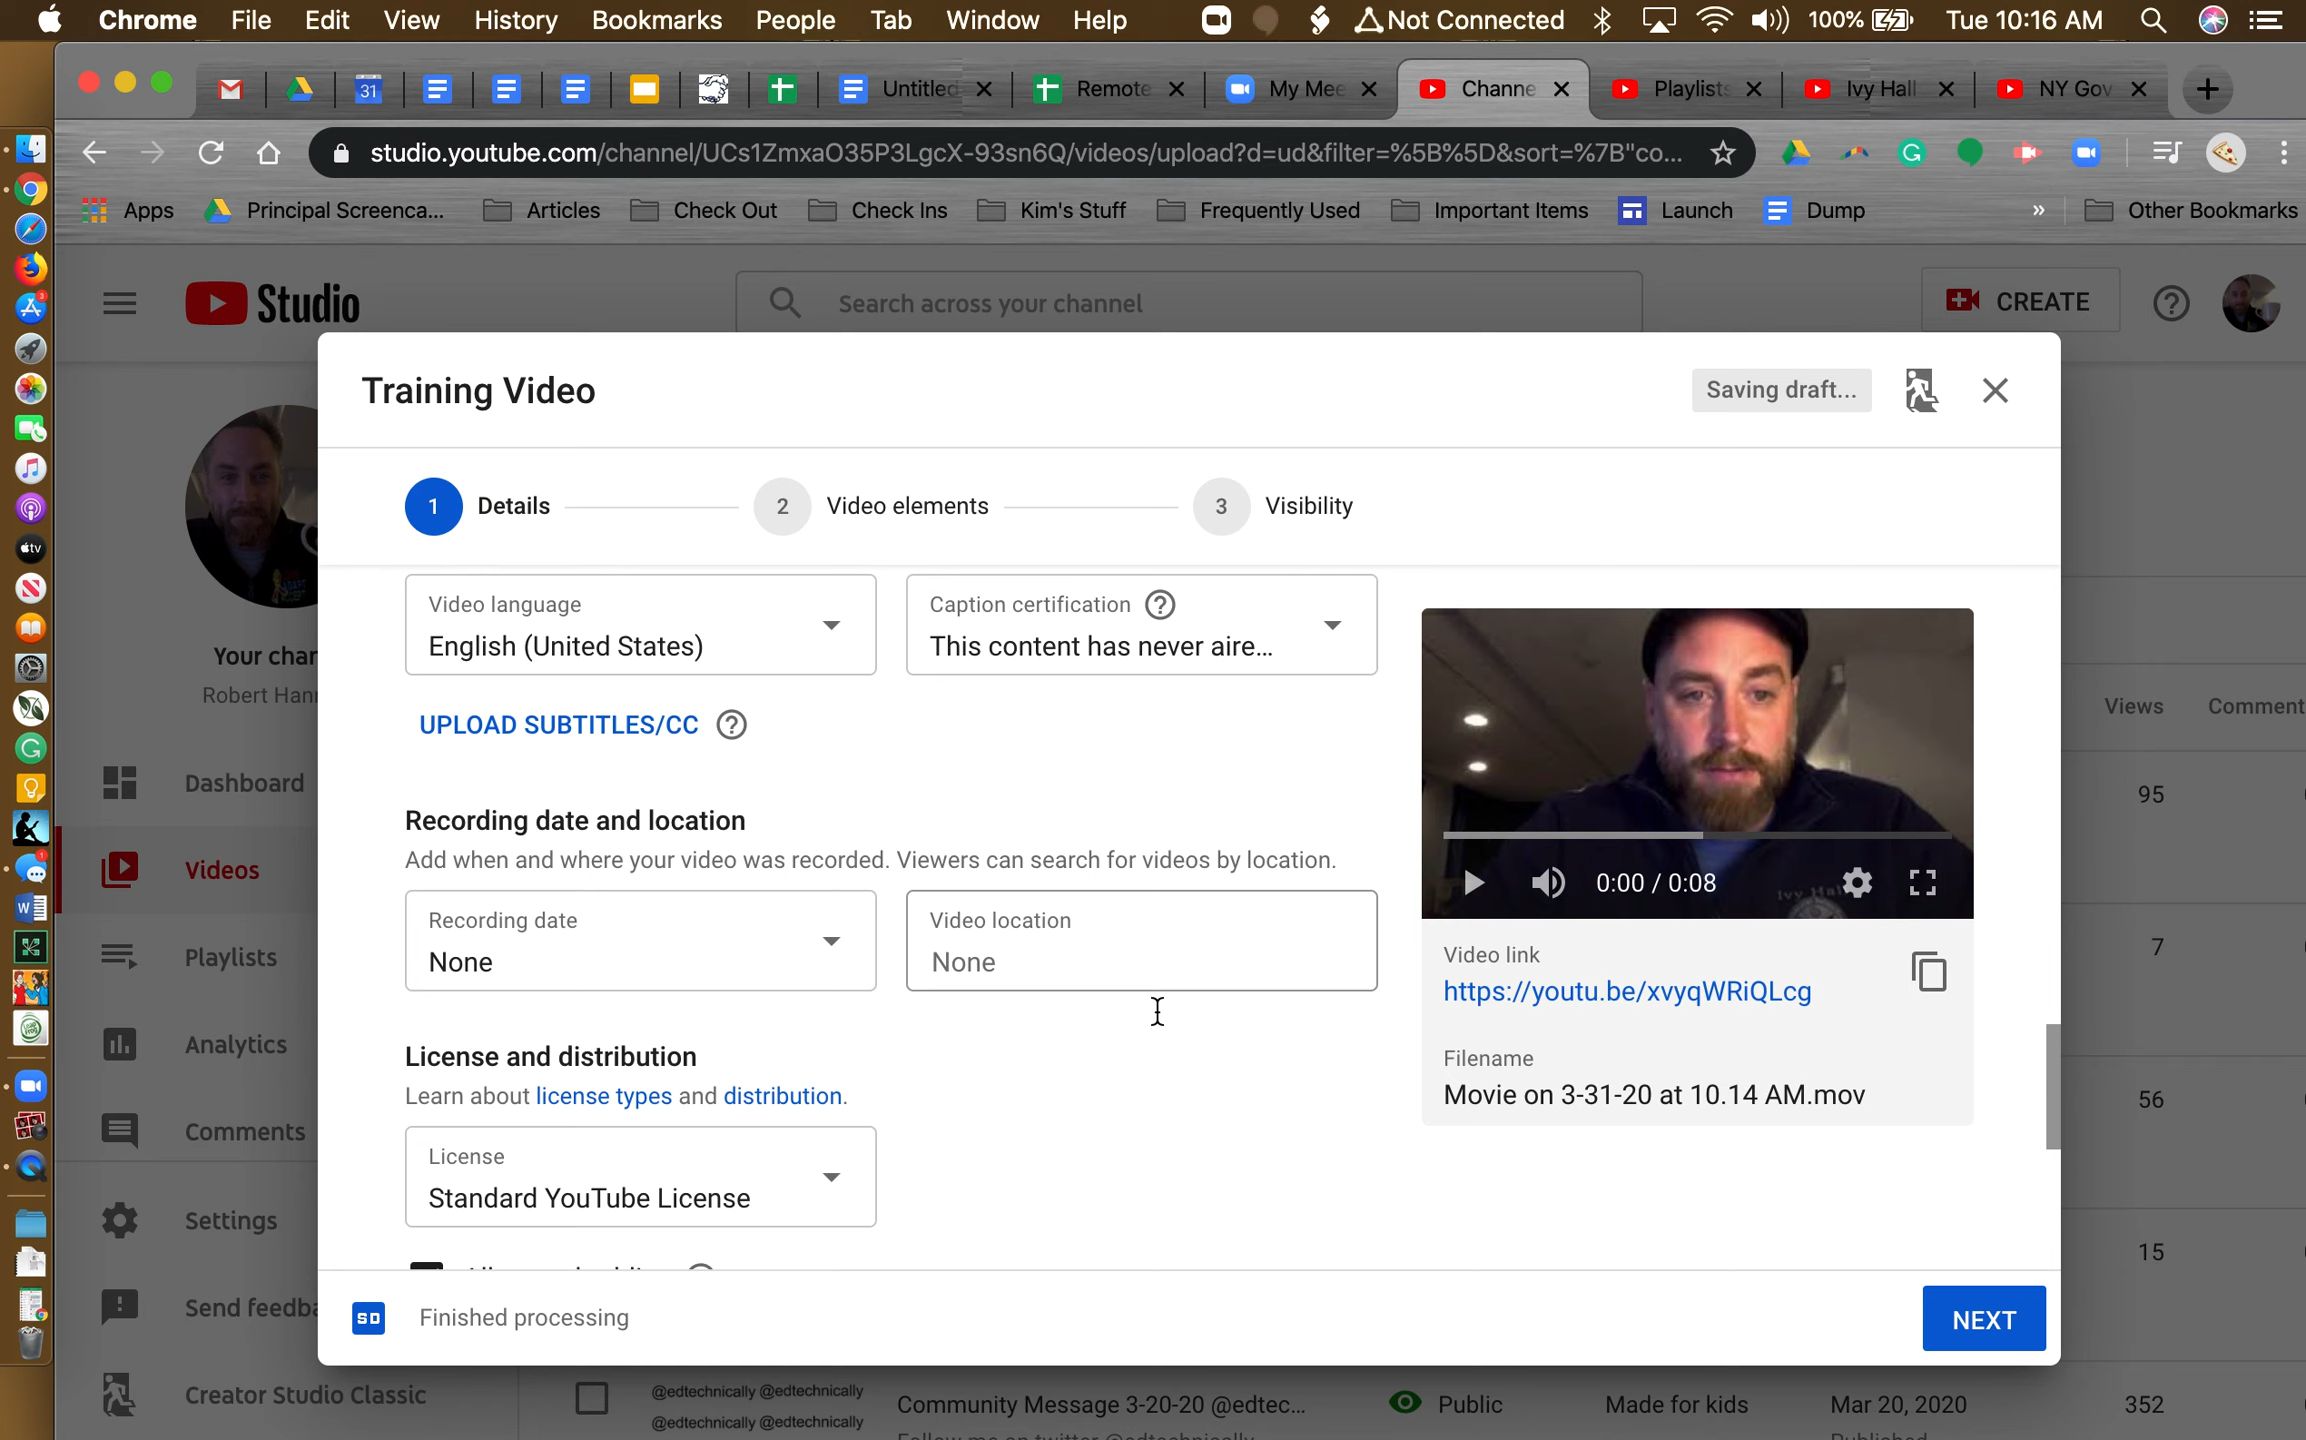 Chrome File Edit View History Bookmarks People Tab Window Help Not Connected 100% Tue 10:16 AM
31 Untitled Remote My Mee Channe Playlists Ivy Hall NY Gov
studio.youtube.com/channel/UCs1ZmxaO35P3LgcX-93sn6Q/videos/upload?d=ud&filter=%5B%5D&sort=%7B"co...
Apps Principal Screenca... Articles Check Out Check Ins Kim's Stuff Frequently Used Important Items Launch Dump » Other Bookmarks
Studio
Search across your channel
CREATE
Training Video
Saving draft...
1 Details 2 Video elements 3 Visibility
Video language
English (United States)
Caption certification
This content has never aire...
UPLOAD SUBTITLES/CC
Recording date and location
Add when and where your video was recorded. Viewers can search for videos by location.
Recording date
None
Video location
None
License and distribution
Learn about license types and distribution.
License
Standard YouTube License
0:00 / 0:08
Ivy Hal
Video link
https://youtu.be/xvyqWRiQLcg
Filename
Movie on 3-31-20 at 10.14 AM.mov
SD Finished processing
NEXT
Your chan
Robert Han
Dashboard
Videos
Playlists
Analytics
Comments
Settings
Send feedba
Creator Studio Classic
Views Comment
95
7
56
15
@edtechnically @edtechnically
@edtechnically @edtechnically
Community Message 3-20-20 @edtec...
Public
Made for kids
Mar 20, 2020
352
tv
W